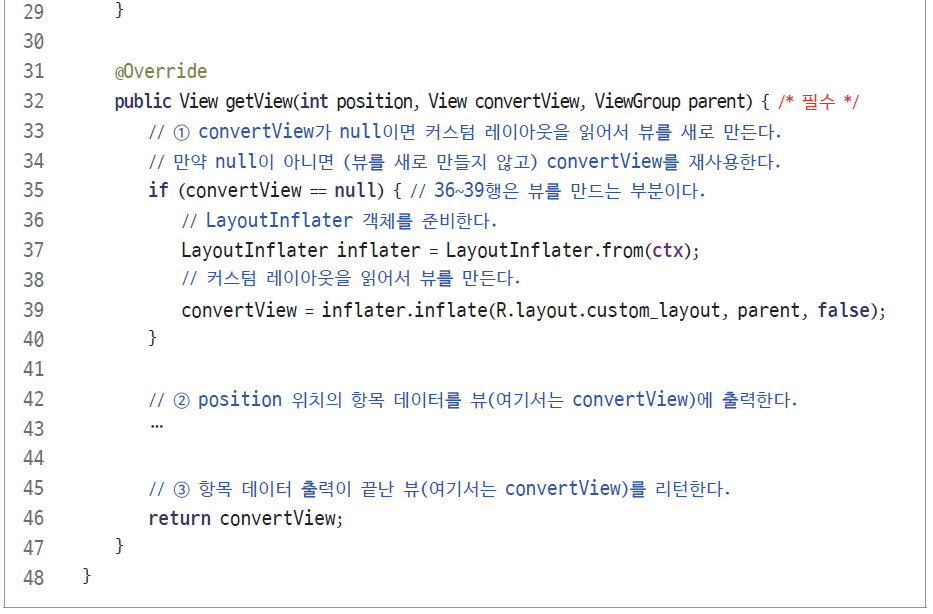 29 }
30
31 @Override
32 public View getView(int position, View convertView, ViewGroup parent) { /* 필수 */
33 // ① convertView가 null이면 커스텀 레이아웃을 읽어서 뷰를 새로 만든다.
34 // 만약 null이 아니면 (뷰를 새로 만들지 않고) convertView를 재사용한다.
35 if (convertView == null) { // 36~39행은 뷰를 만드는 부분이다.
36 // LayoutInflater 객체를 준비한다.
37 LayoutInflater inflater = LayoutInflater.from(ctx);
38 // 커스텀 레이아웃을 읽어서 뷰를 만든다.
39 convertView = inflater.inflate(R.layout.custom_layout, parent, false);
40 }
41
42 // ② position 위치의 항목 데이터를 뷰(여기서는 convertView)에 출력한다.
43 …
44
45 // ③ 항목 데이터 출력이 끝난 뷰(여기서는 convertView)를 리턴한다.
46 return convertView;
47 }
48 }